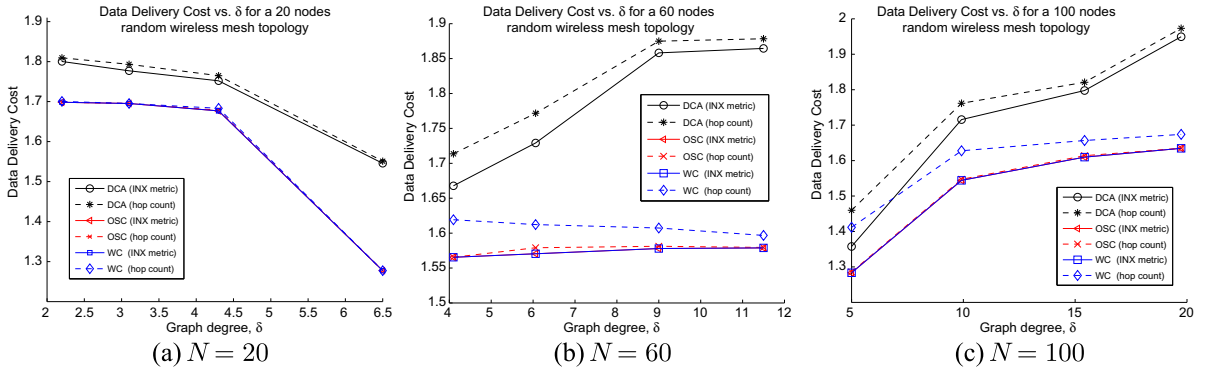 Data Delivery Cost vs. δ for a 20 nodes
random wireless mesh topology
Data Delivery Cost
1.9
1.8
1.7
1.6
1.5
1.4
1.3
DCA (INX metric)
DCA (hop count)
OSC (INX metric)
OSC (hop count)
WC (INX metric)
WC (hop count)
2 2.5 3 3.5 4 4.5 5 5.5 6 6.5
Graph degree, δ
(a) N = 20
Data Delivery Cost vs. δ for a 60 nodes
random wireless mesh topology
Data Delivery Cost
1.9
1.85
1.8
1.75
1.7
1.65
1.6
1.55
1.5
DCA (INX metric)
DCA (hop count)
OSC (INX metric)
OSC (hop count)
WC (INX metric)
WC (hop count)
4 5 6 7 8 9 10 11 12
Graph degree, δ
(b) N = 60
Data Delivery Cost vs. δ for a 100 nodes
random wireless mesh topology
Data Delivery Cost
2
1.9
1.8
1.7
1.6
1.5
1.4
1.3
DCA (INX metric)
DCA (hop count)
OSC (INX metric)
OSC (hop count)
WC (INX metric)
WC (hop count)
5 10 15 20
Graph degree, δ
(c) N = 100